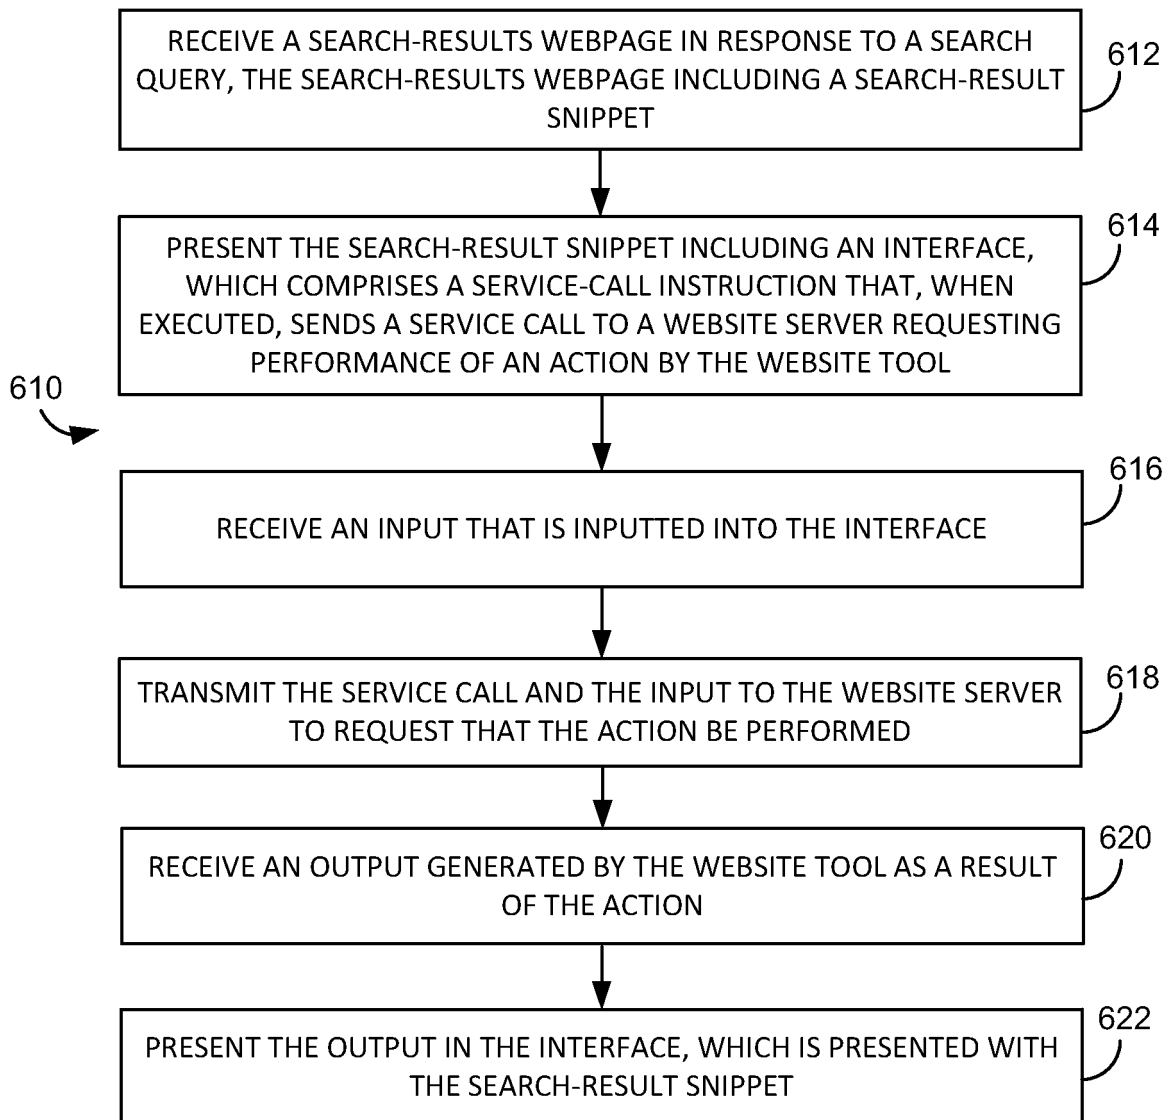 RECEIVE A SEARCH-RESULTS WEBPAGE IN RESPONSE TO A SEARCH
QUERY, THE SEARCH-RESULTS WEBPAGE INCLUDING A SEARCH-RESULT
SNIPPET
612
PRESENT THE SEARCH-RESULT SNIPPET INCLUDING AN INTERFACE,
WHICH COMPRISES A SERVICE-CALL INSTRUCTION THAT, WHEN
EXECUTED, SENDS A SERVICE CALL TO A WEBSITE SERVER REQUESTING
PERFORMANCE OF AN ACTION BY THE WEBSITE TOOL
614
610
RECEIVE AN INPUT THAT IS INPUTTED INTO THE INTERFACE
616
TRANSMIT THE SERVICE CALL AND THE INPUT TO THE WEBSITE SERVER
TO REQUEST THAT THE ACTION BE PERFORMED
618
RECEIVE AN OUTPUT GENERATED BY THE WEBSITE TOOL AS A RESULT
OF THE ACTION
620
PRESENT THE OUTPUT IN THE INTERFACE, WHICH IS PRESENTED WITH
THE SEARCH-RESULT SNIPPET
622